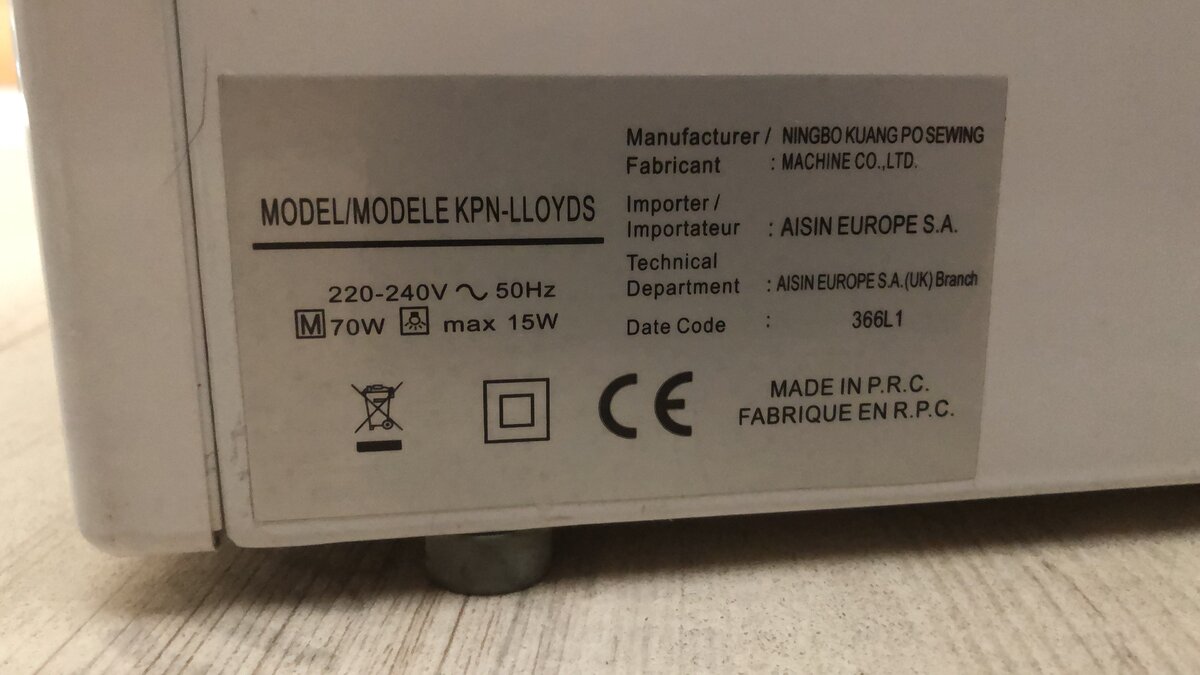 MODEL/MODELE KPN-LLOYDS
220-240V ~ 50Hz
M 70W max 15W
Manufacturer / NINGBO KUANG PO SEWING
Fabricant : MACHINE CO.,LTD.
Importer /
Importateur : AISIN EUROPE S.A.
Technical
Department : AISIN EUROPE S.A.(UK) Branch
Date Code : 366L1
CE
MADE IN P.R.C.
FABRIQUE EN R.P.C.